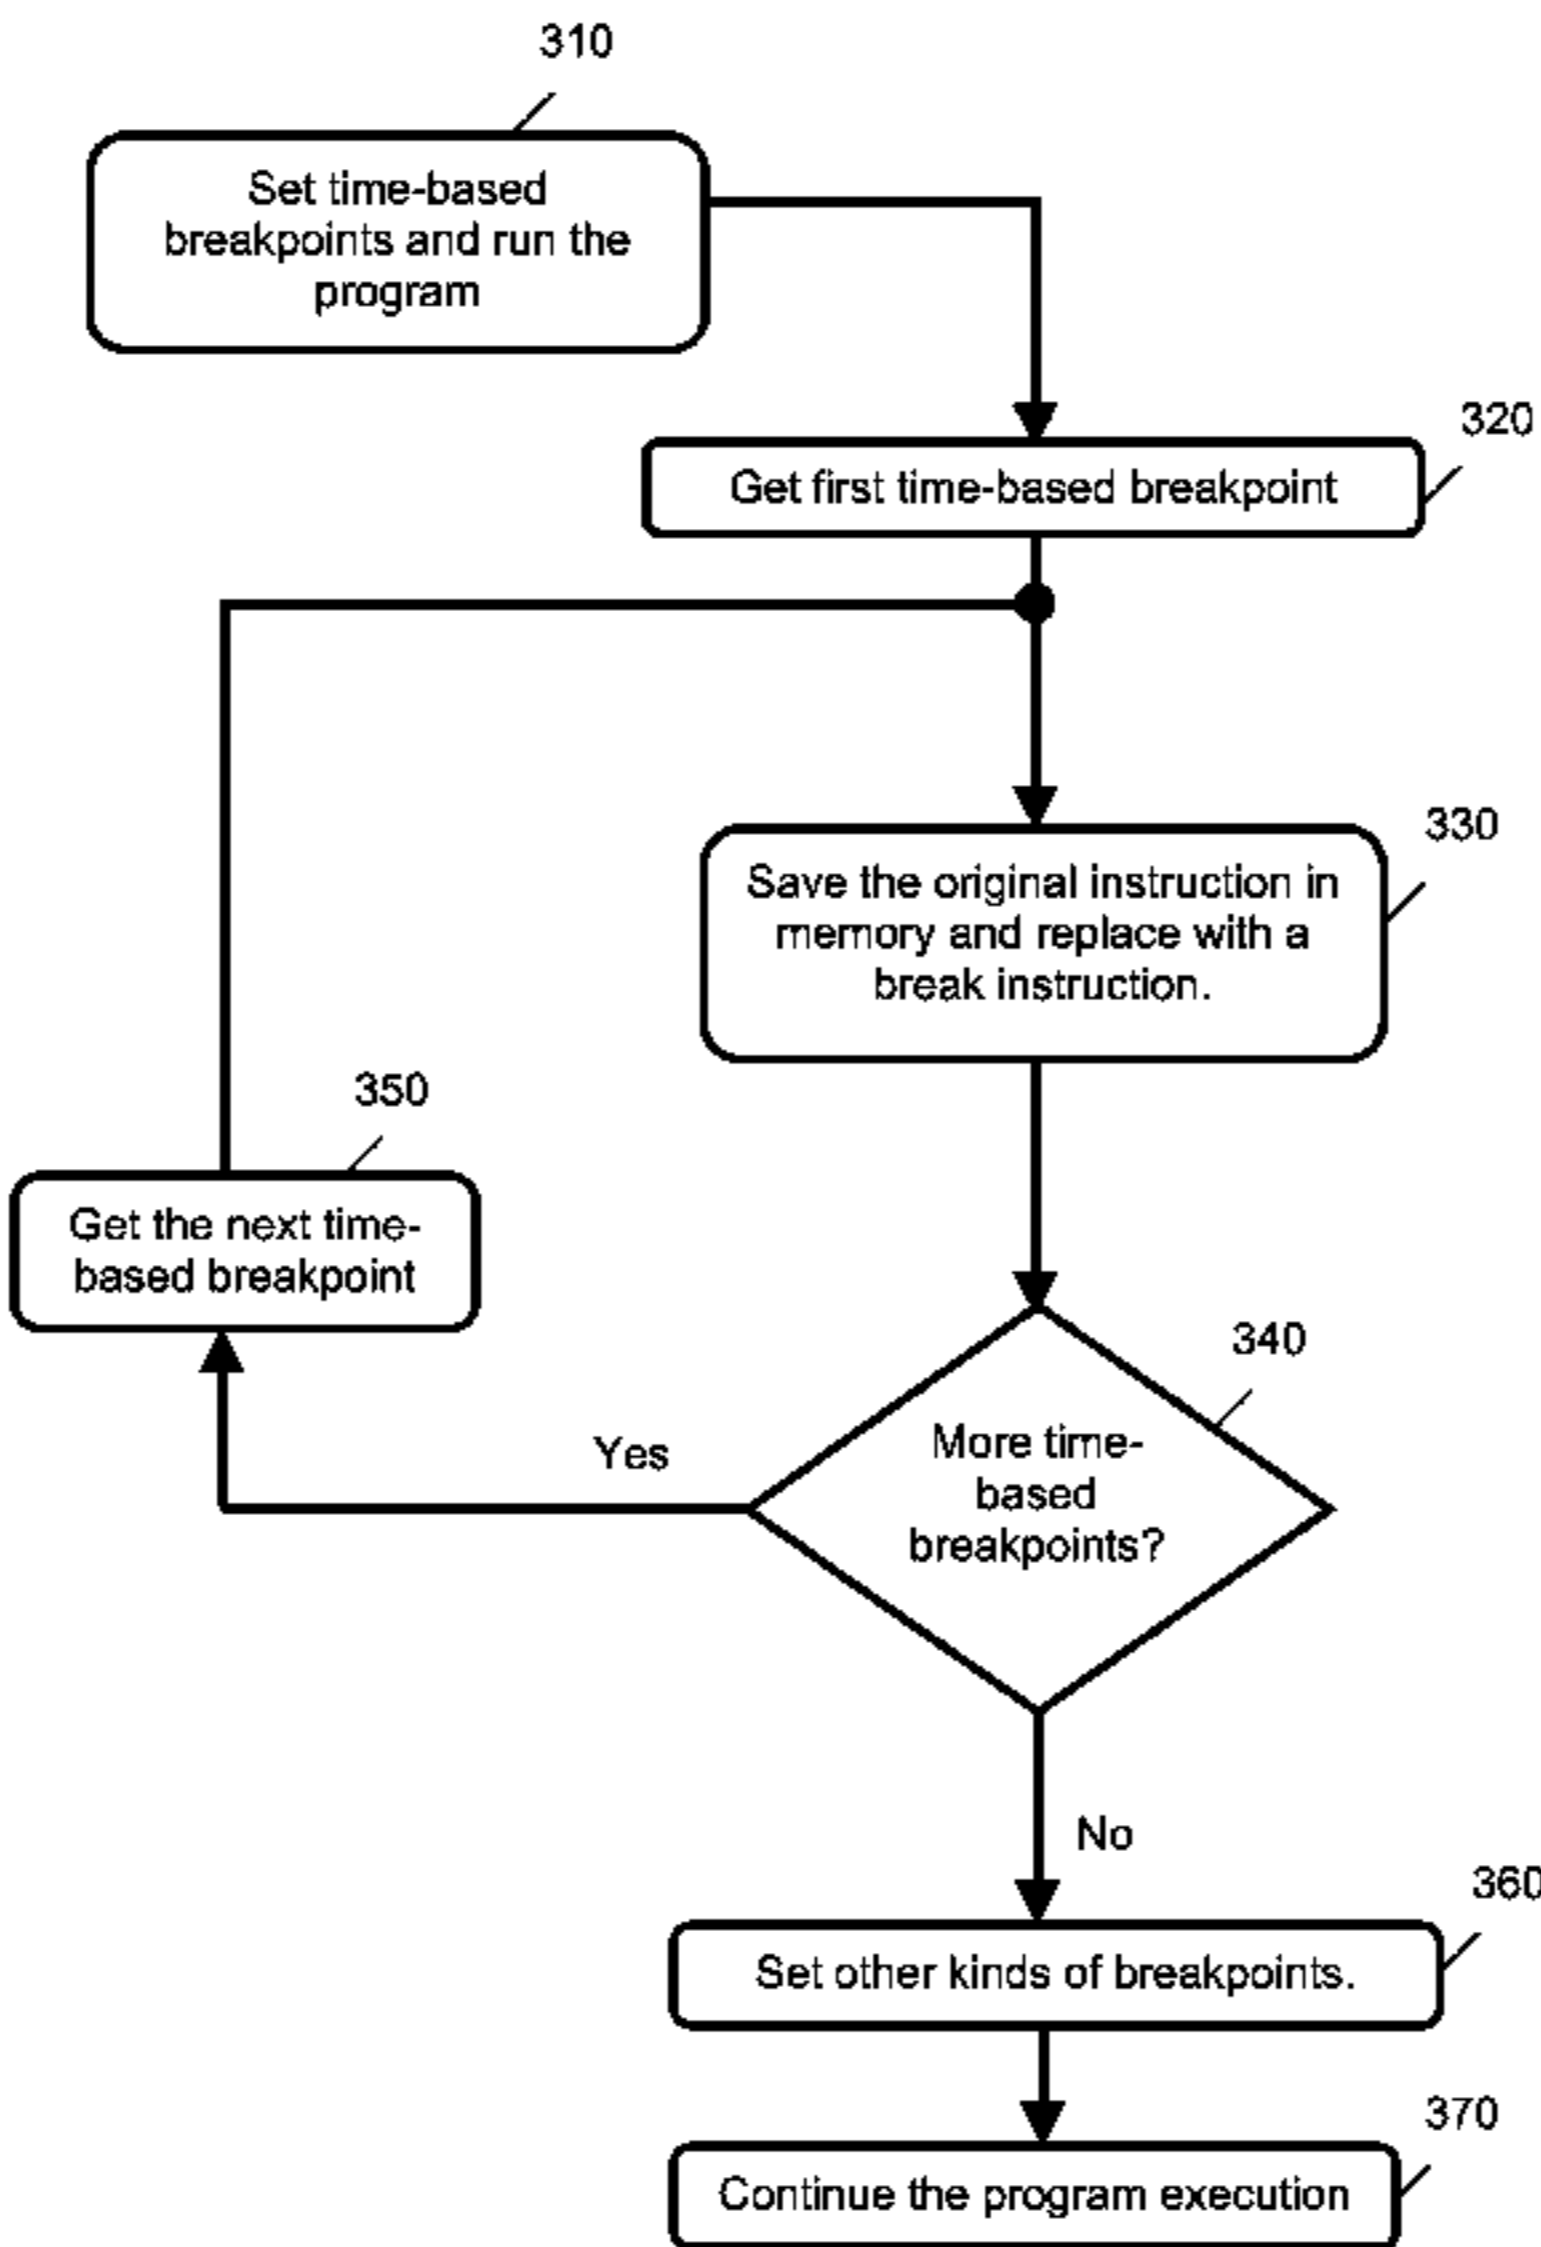 310
Set time-based
breakpoints and run the
program
320
Get first time-based breakpoint
330
Save the original instruction in
memory and replace with a
break instruction.
350
Get the next time-
based breakpoint
340
More time-
based
breakpoints?
Yes
No
360
Set other kinds of breakpoints.
370
Continue the program execution